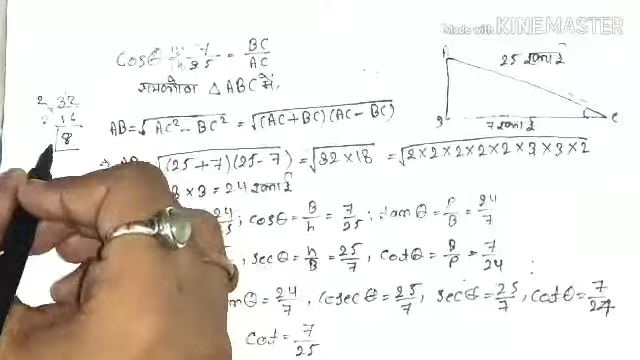 Made with KINEMASTER
Cosθ = 7/25 = BC/AC
समकोण △ABC में,
25 इकाई
A
B
7 इकाई
C
2 32
2 16
8
AB = √AC² - BC² = √(AC+BC)(AC-BC)
√(25+7)(25-7) = √32×18 = √2×2×2×2×2×3×3×2
3×3 = 24 इकाई
24/25 ; cosθ = B/h = 7/25 ; tanθ = P/B = 24/7
secθ = h/B = 25/7 , cotθ = B/P = 7/24
θ = 24/7 , cosecθ = 25/7 , secθ = 25/7 , cotθ = 7/24
cot = 7/25